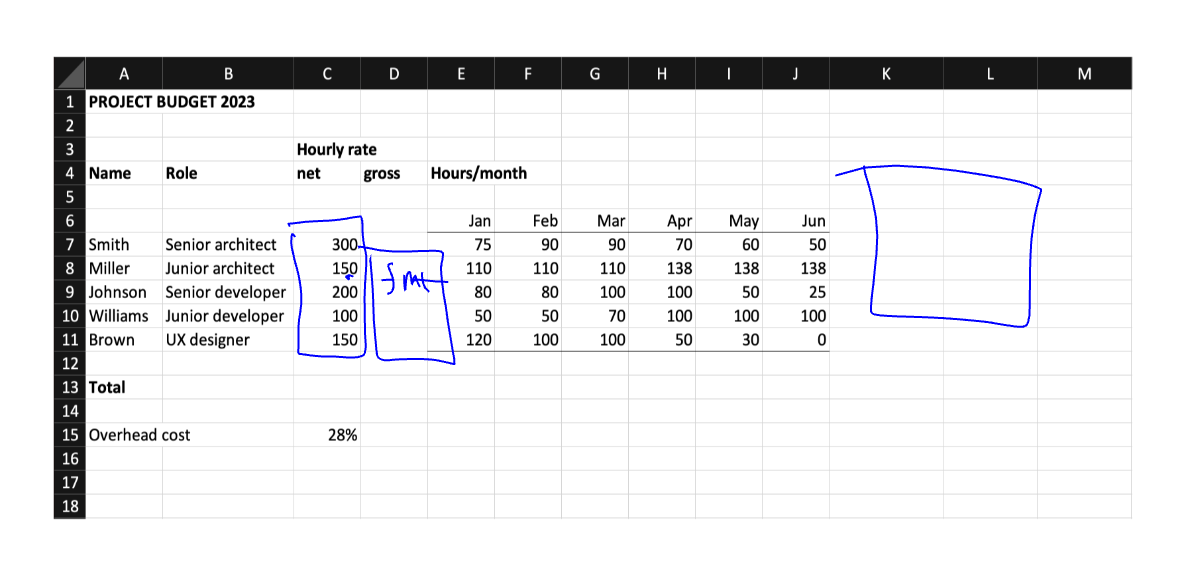 A B C D E F G H I J K L M
1 PROJECT BUDGET 2023
2
3 Hourly rate
4 Name Role net gross Hours/month
5
6 Jan Feb Mar Apr May Jun
7 Smith Senior architect 300 75 90 90 70 60 50
8 Miller Junior architect 150 110 110 110 138 138 138
9 Johnson Senior developer 200 80 80 100 100 50 25
10 Williams Junior developer 100 50 50 70 100 100 100
11 Brown UX designer 150 120 100 100 50 30 0
12
13 Total
14
15 Overhead cost 28%
16
17
18